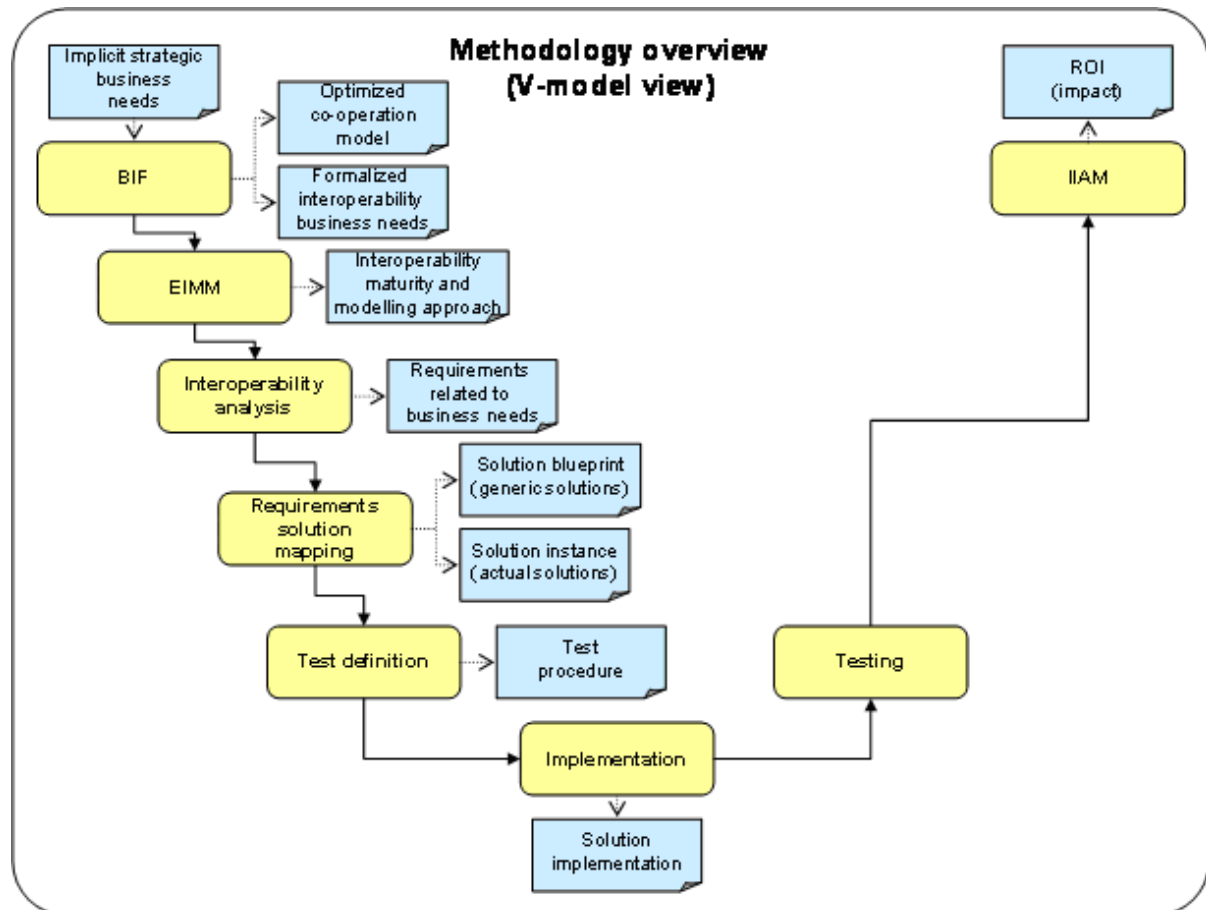 Methodology overview
(V-model view)
Implicit strategic
business
needs
Optimized
co-operation
model
ROI
(impact)
BIF
Formalized
interoperability
business needs
IIAM
EIMM
Interoperability
maturity and
modelling approach
Interoperability
analysis
Requirements
related to
business needs
Requirements
solution
mapping
Solution blueprint
(generic solutions)
Solution instance
(actual solutions)
Test definition
Test
procedure
Testing
Implementation
Solution
implementation